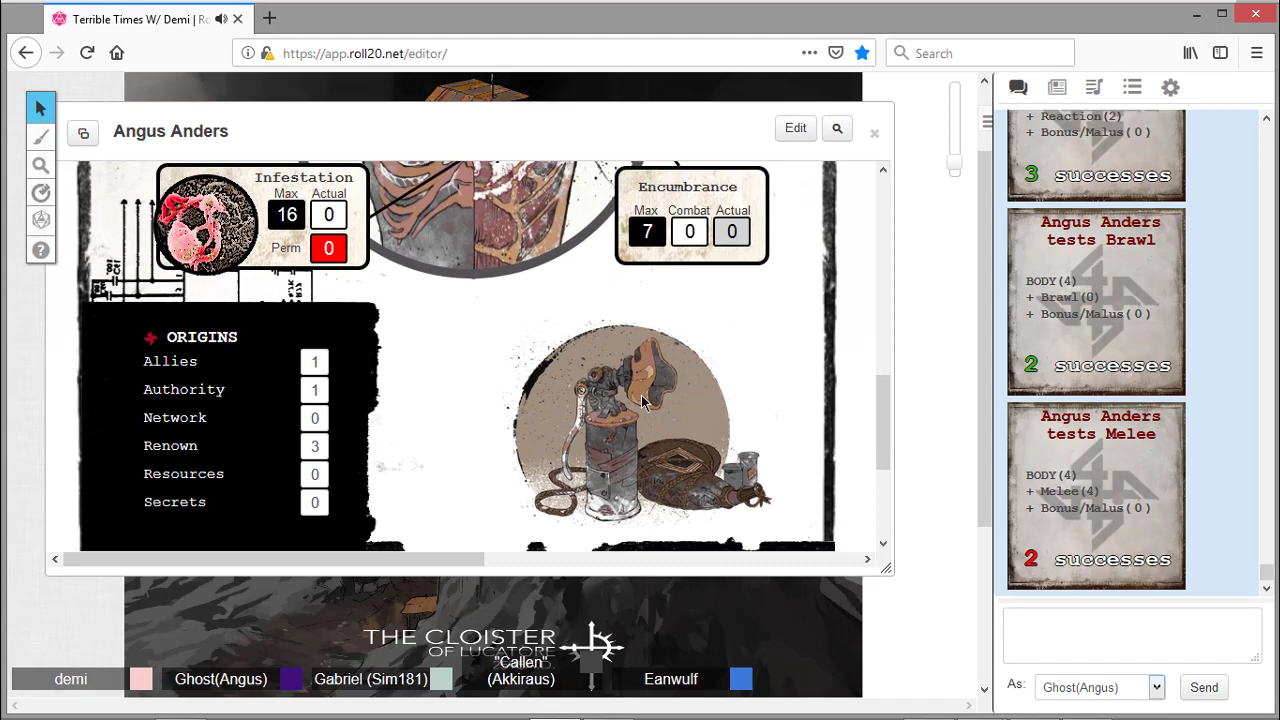 Terrible Times W/ Demi | Ro
https://app.roll20.net/editor/
Search
Angus Anders
Edit
Infestation
Max Actual
16 0
Perm 0
Encumbrance
Max Combat Actual
7 0 0
ORIGINS
Allies 1
Authority 1
Network 0
Renown 3
Resources 0
Secrets 0
THE CLOISTER
OF LUCATORE
demi
Ghost(Angus)
Gabriel (Sim181)
"Callen"
(Akkiraus)
Eanwulf
+ Reaction(2)
+ Bonus/Malus( 0 )
3 successes
Angus Anders
tests Brawl
BODY(4)
+ Brawl(0)
+ Bonus/Malus( 0 )
2 successes
Angus Anders
tests Melee
BODY(4)
+ Melee(4)
+ Bonus/Malus( 0 )
2 successes
As: Ghost(Angus) Send